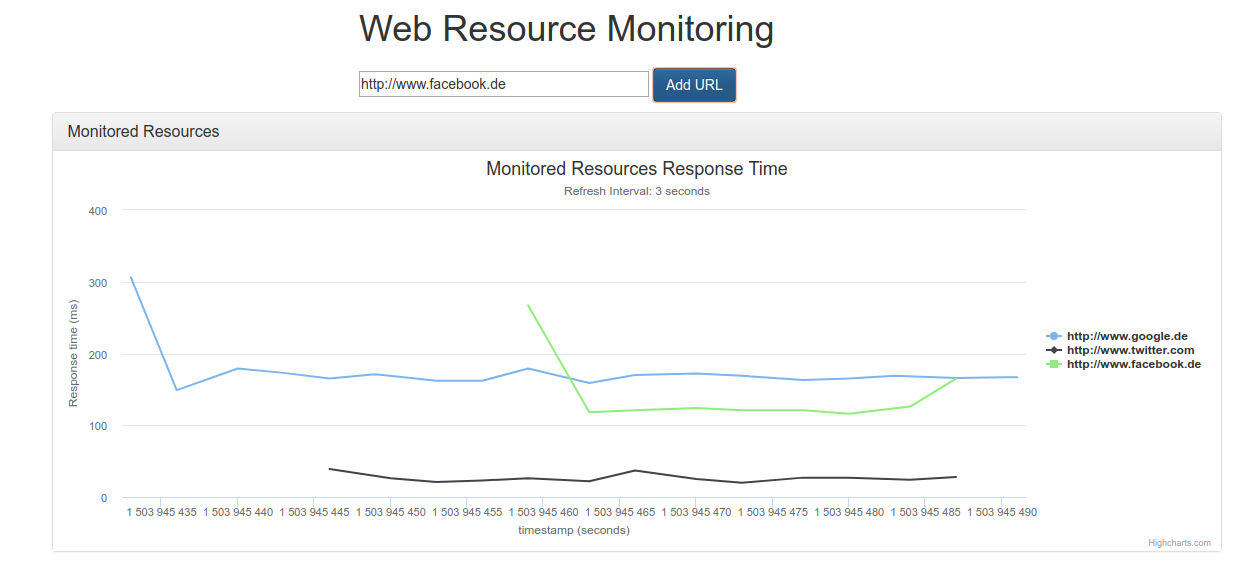 Web Resource Monitoring
http://www.facebook.de Add URL
Monitored Resources
Monitored Resources Response Time
Refresh Interval: 3 seconds
400
300
200
100
0
Response time (ms)
1 503 945 435 1 503 945 440 1 503 945 445 1 503 945 450 1 503 945 455 1 503 945 460 1 503 945 465 1 503 945 470 1 503 945 475 1 503 945 480 1 503 945 485 1 503 945 490
timestamp (seconds)
http://www.google.de
http://www.twitter.com
http://www.facebook.de
Highcharts.com